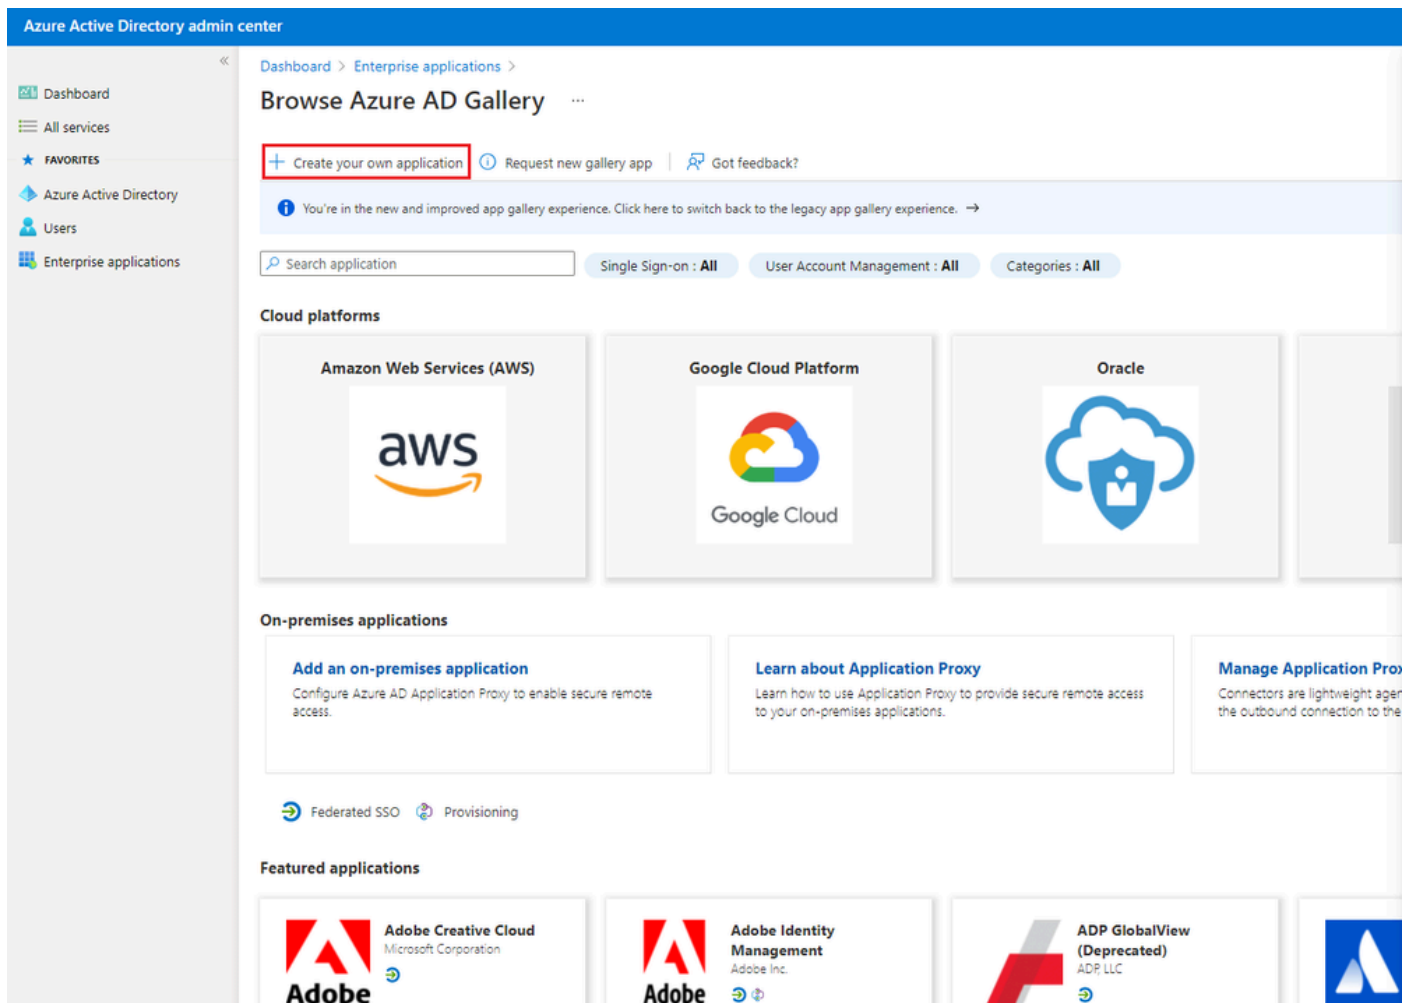 Azure Active Directory admin center
«
Dashboard
All services
FAVORITES
Azure Active Directory
Users
Enterprise applications
Dashboard > Enterprise applications >
Browse Azure AD Gallery ...
+ Create your own application
Request new gallery app
Got feedback?
You're in the new and improved app gallery experience. Click here to switch back to the legacy app gallery experience. →
Search application
Single Sign-on : All
User Account Management : All
Categories : All
Cloud platforms
Amazon Web Services (AWS)
aws
Google Cloud Platform
Google Cloud
Oracle
On-premises applications
Add an on-premises application
Configure Azure AD Application Proxy to enable secure remote
access.
Learn about Application Proxy
Learn how to use Application Proxy to provide secure remote access
to your on-premises applications.
Manage Application Prox
Connectors are lightweight agen
the outbound connection to the
Federated SSO
Provisioning
Featured applications
Adobe
Adobe Creative Cloud
Microsoft Corporation
Adobe
Adobe Identity
Management
Adobe Inc.
ADP GlobalView
(Deprecated)
ADP, LLC